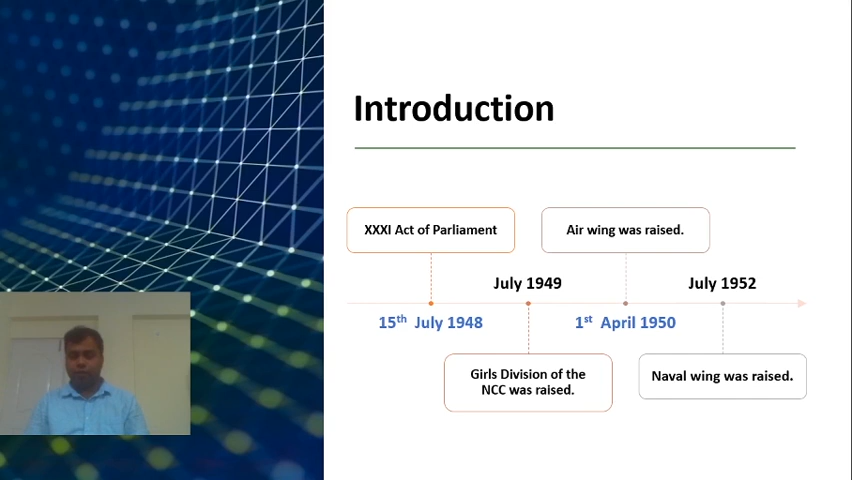 Introduction
XXXI Act of Parliament
Air wing was raised.
July 1949
July 1952
15th July 1948
1st April 1950
Girls Division of the
NCC was raised.
Naval wing was raised.